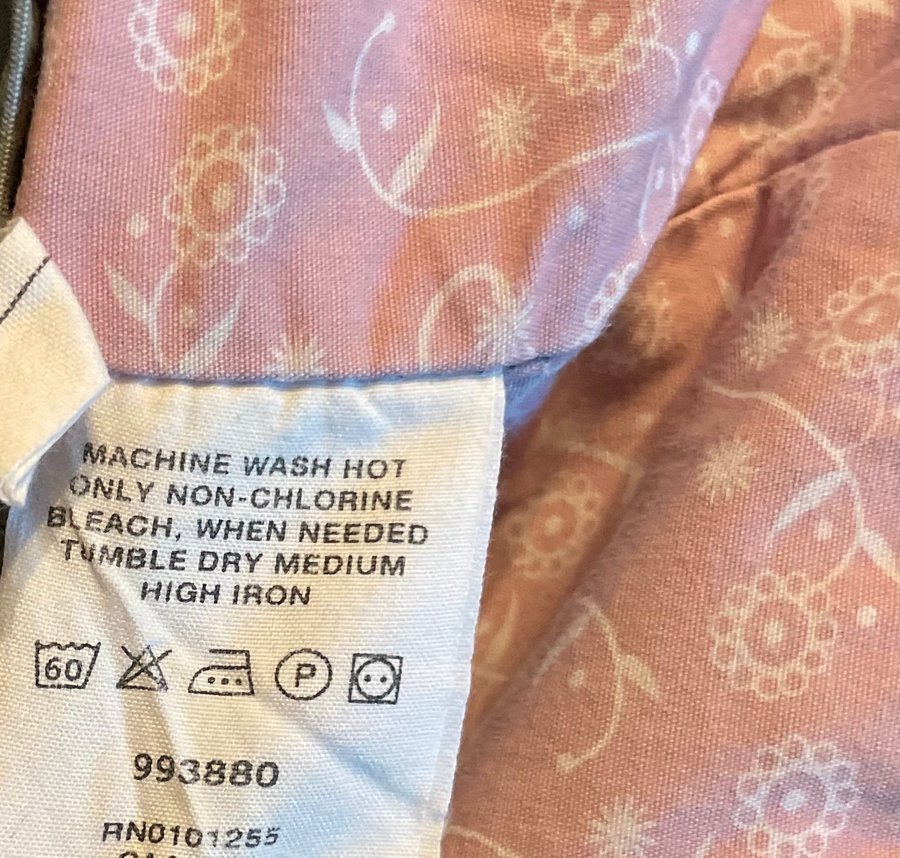 MACHINE WASH HOT
ONLY NON-CHLORINE
BLEACH, WHEN NEEDED
TUMBLE DRY MEDIUM
HIGH IRON
60 P
993880
RN0101255